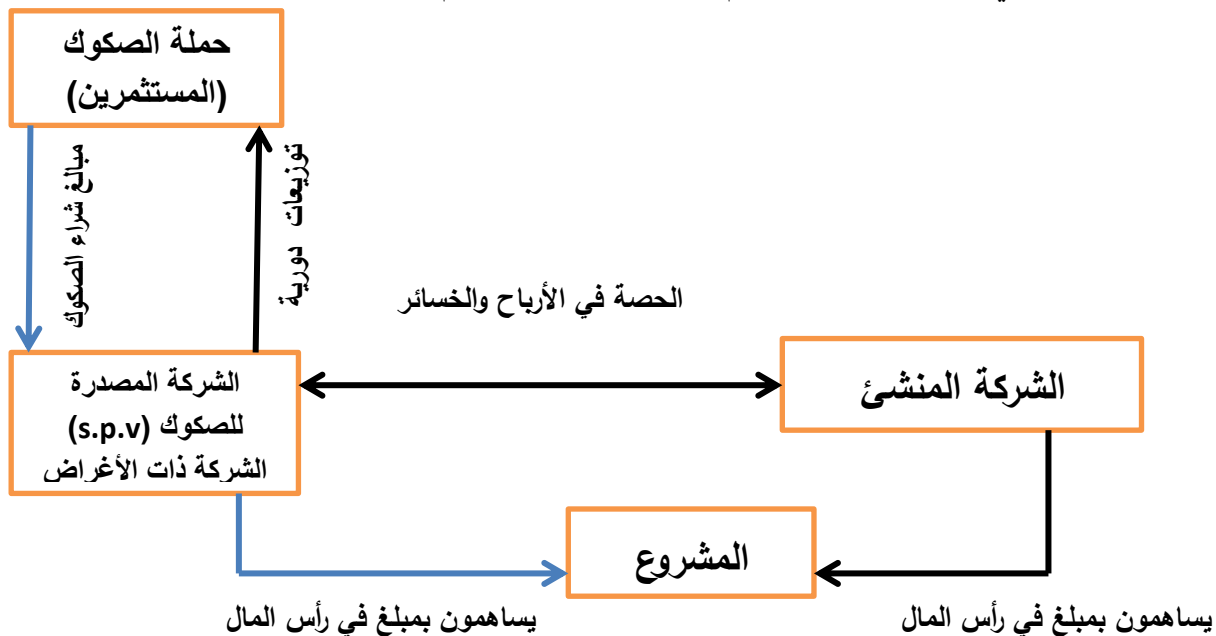 حملة الصكوك
(المستثمرين)
مبالغ شراء الصكوك
توزيعات دورية
الحصة في الأرباح والخسائر
الشركة المصدرة
للصكوك (s.p.v)
الشركة ذات الأغراض
الشركة المنشئ
المشروع
يساهمون بمبلغ في رأس المال
يساهمون بمبلغ في رأس المال